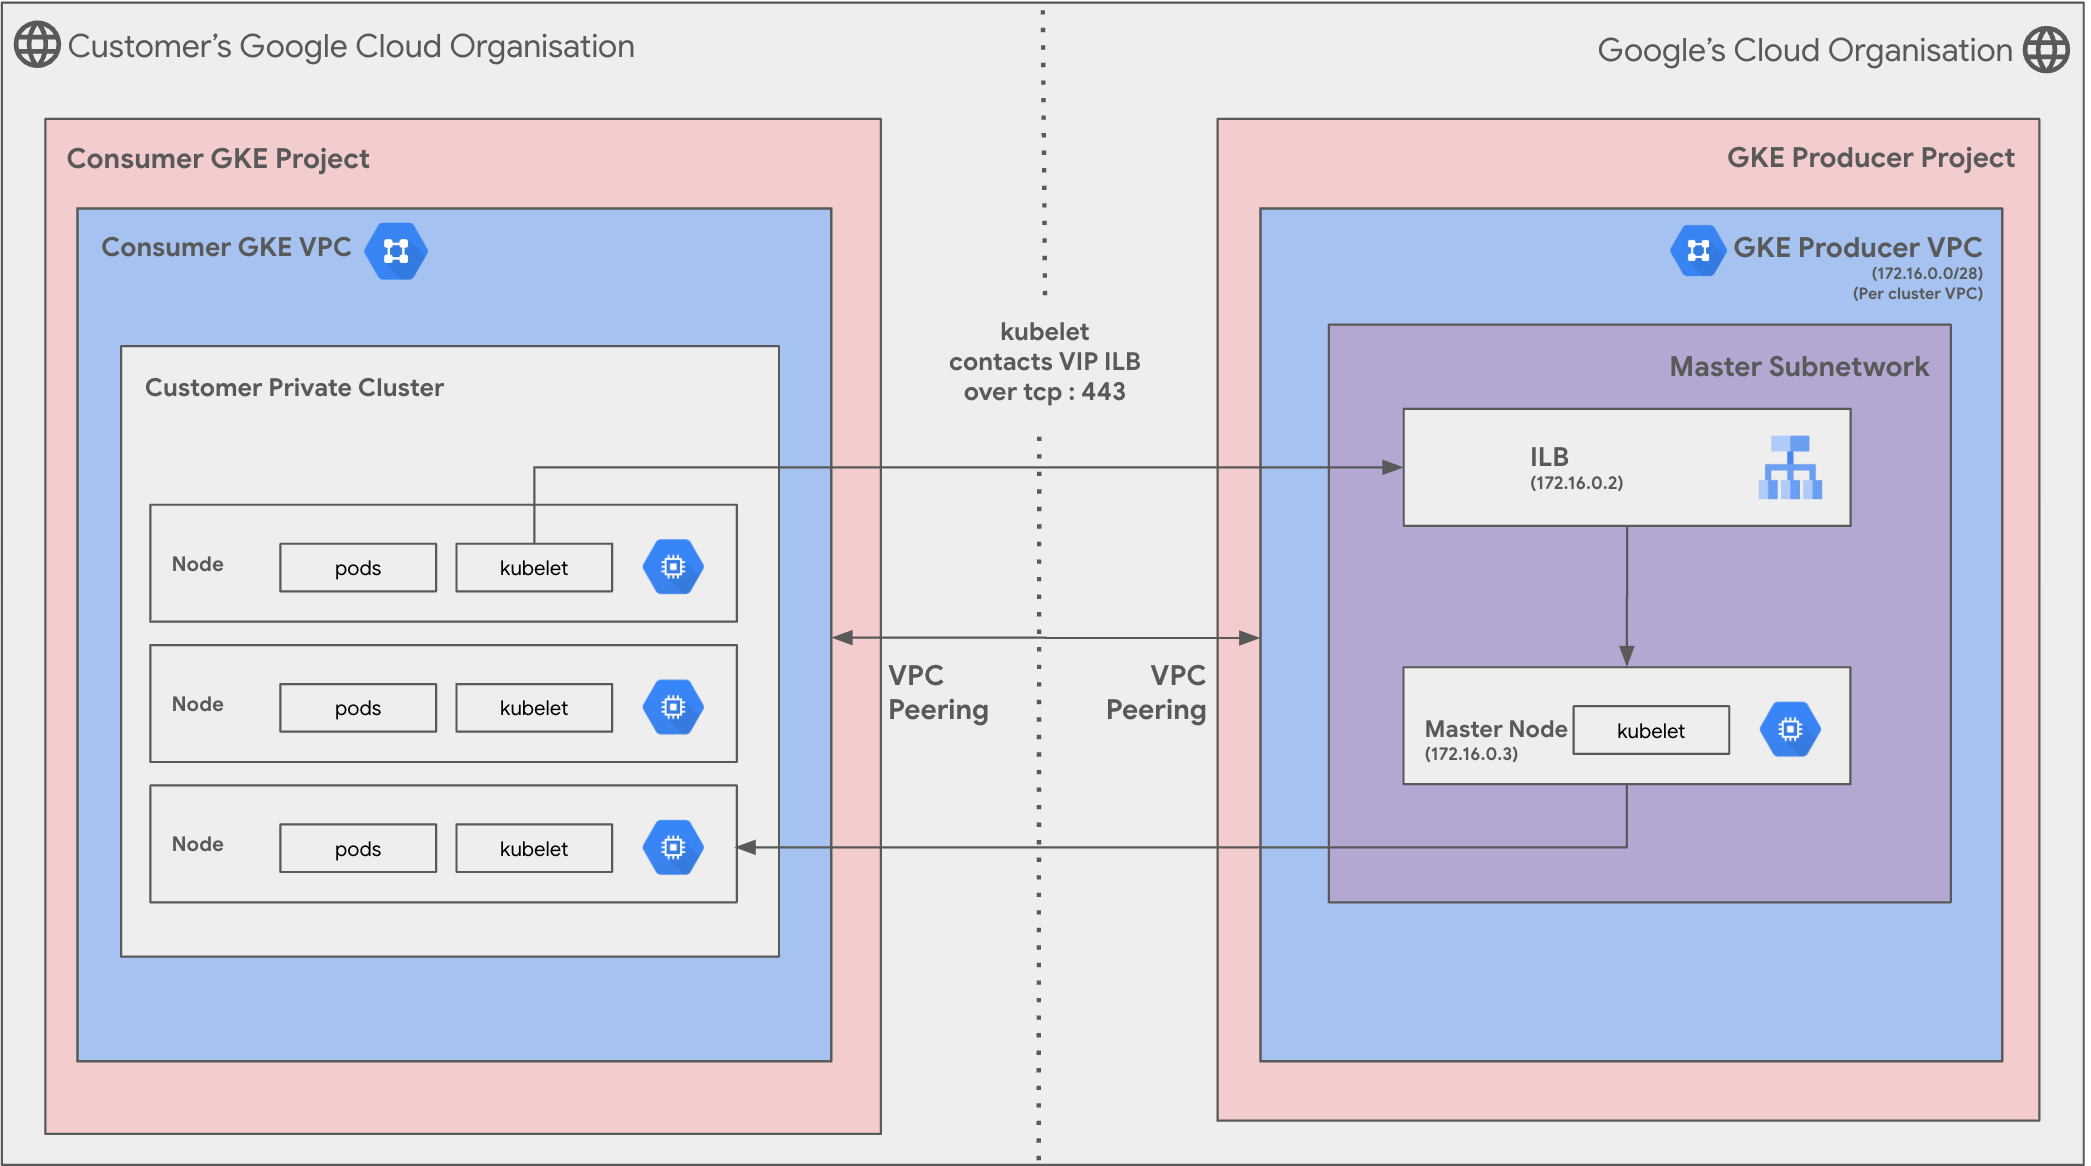 Customer's Google Cloud Organisation
Google's Cloud Organisation
Consumer GKE Project
Consumer GKE VPC
Customer Private Cluster
Node
pods
kubelet
Node
pods
kubelet
Node
pods
kubelet
kubelet
contacts VIP ILB
over tcp : 443
VPC
Peering
VPC
Peering
GKE Producer Project
GKE Producer VPC
(172.16.0.0/28)
(Per cluster VPC)
Master Subnetwork
ILB
(172.16.0.2)
Master Node
(172.16.0.3)
kubelet